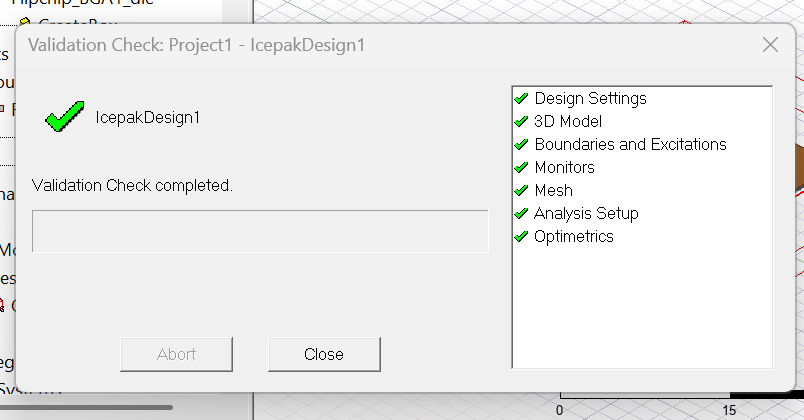 Validation Check: Project1 - IcepakDesign1
IcepakDesign1
Validation Check completed.
Abort
Close
Design Settings
3D Model
Boundaries and Excitations
Monitors
Mesh
Analysis Setup
Optimetrics
0
15